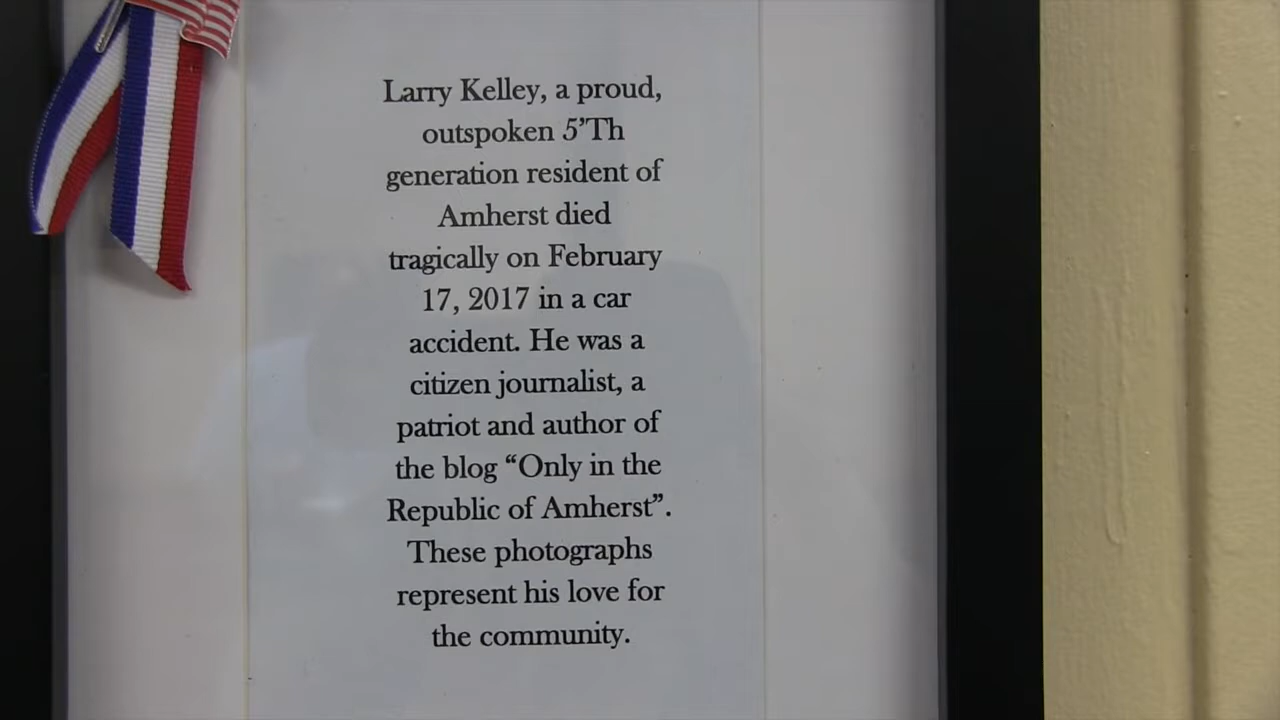 Larry Kelley, a proud,
outspoken 5’Th
generation resident of
Amherst died
tragically on February
17, 2017 in a car
accident. He was a
citizen journalist, a
patriot and author of
the blog “Only in the
Republic of Amherst”.
These photographs
represent his love for
the community.